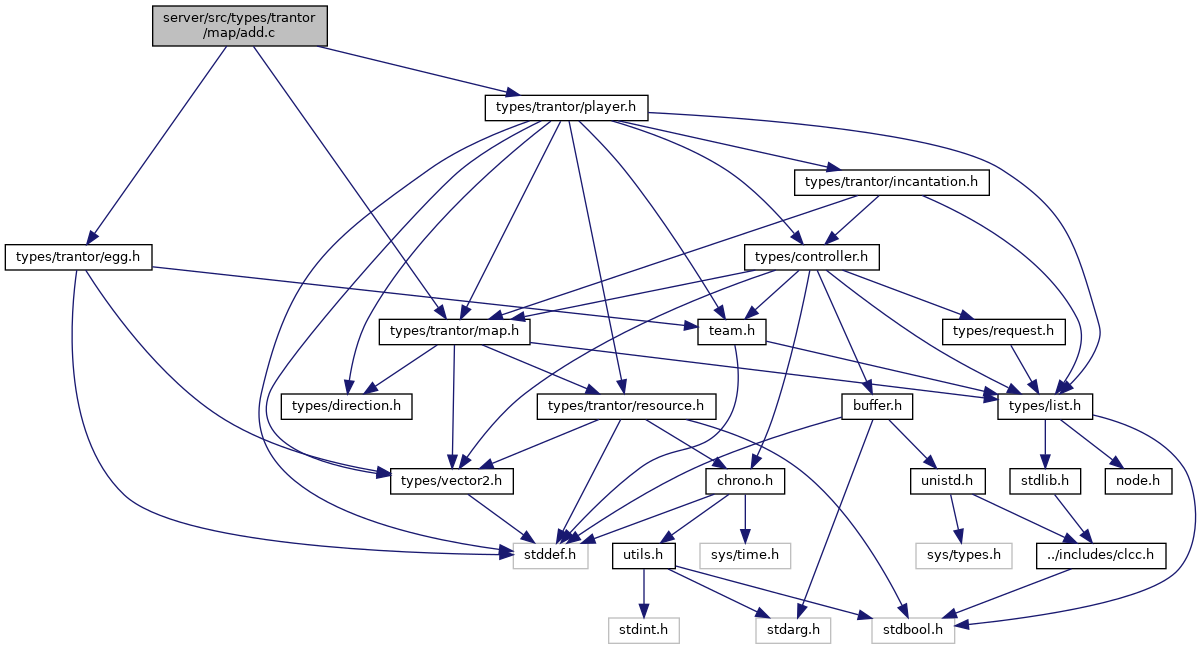 server/src/types/trantor
/map/add.c
types/trantor/player.h
types/trantor/incantation.h
types/trantor/egg.h
types/controller.h
types/trantor/map.h
team.h
types/request.h
types/direction.h
types/trantor/resource.h
buffer.h
types/list.h
types/vector2.h
chrono.h
unistd.h
stdlib.h
node.h
stddef.h
utils.h
sys/time.h
sys/types.h
../includes/clcc.h
stdint.h
stdarg.h
stdbool.h